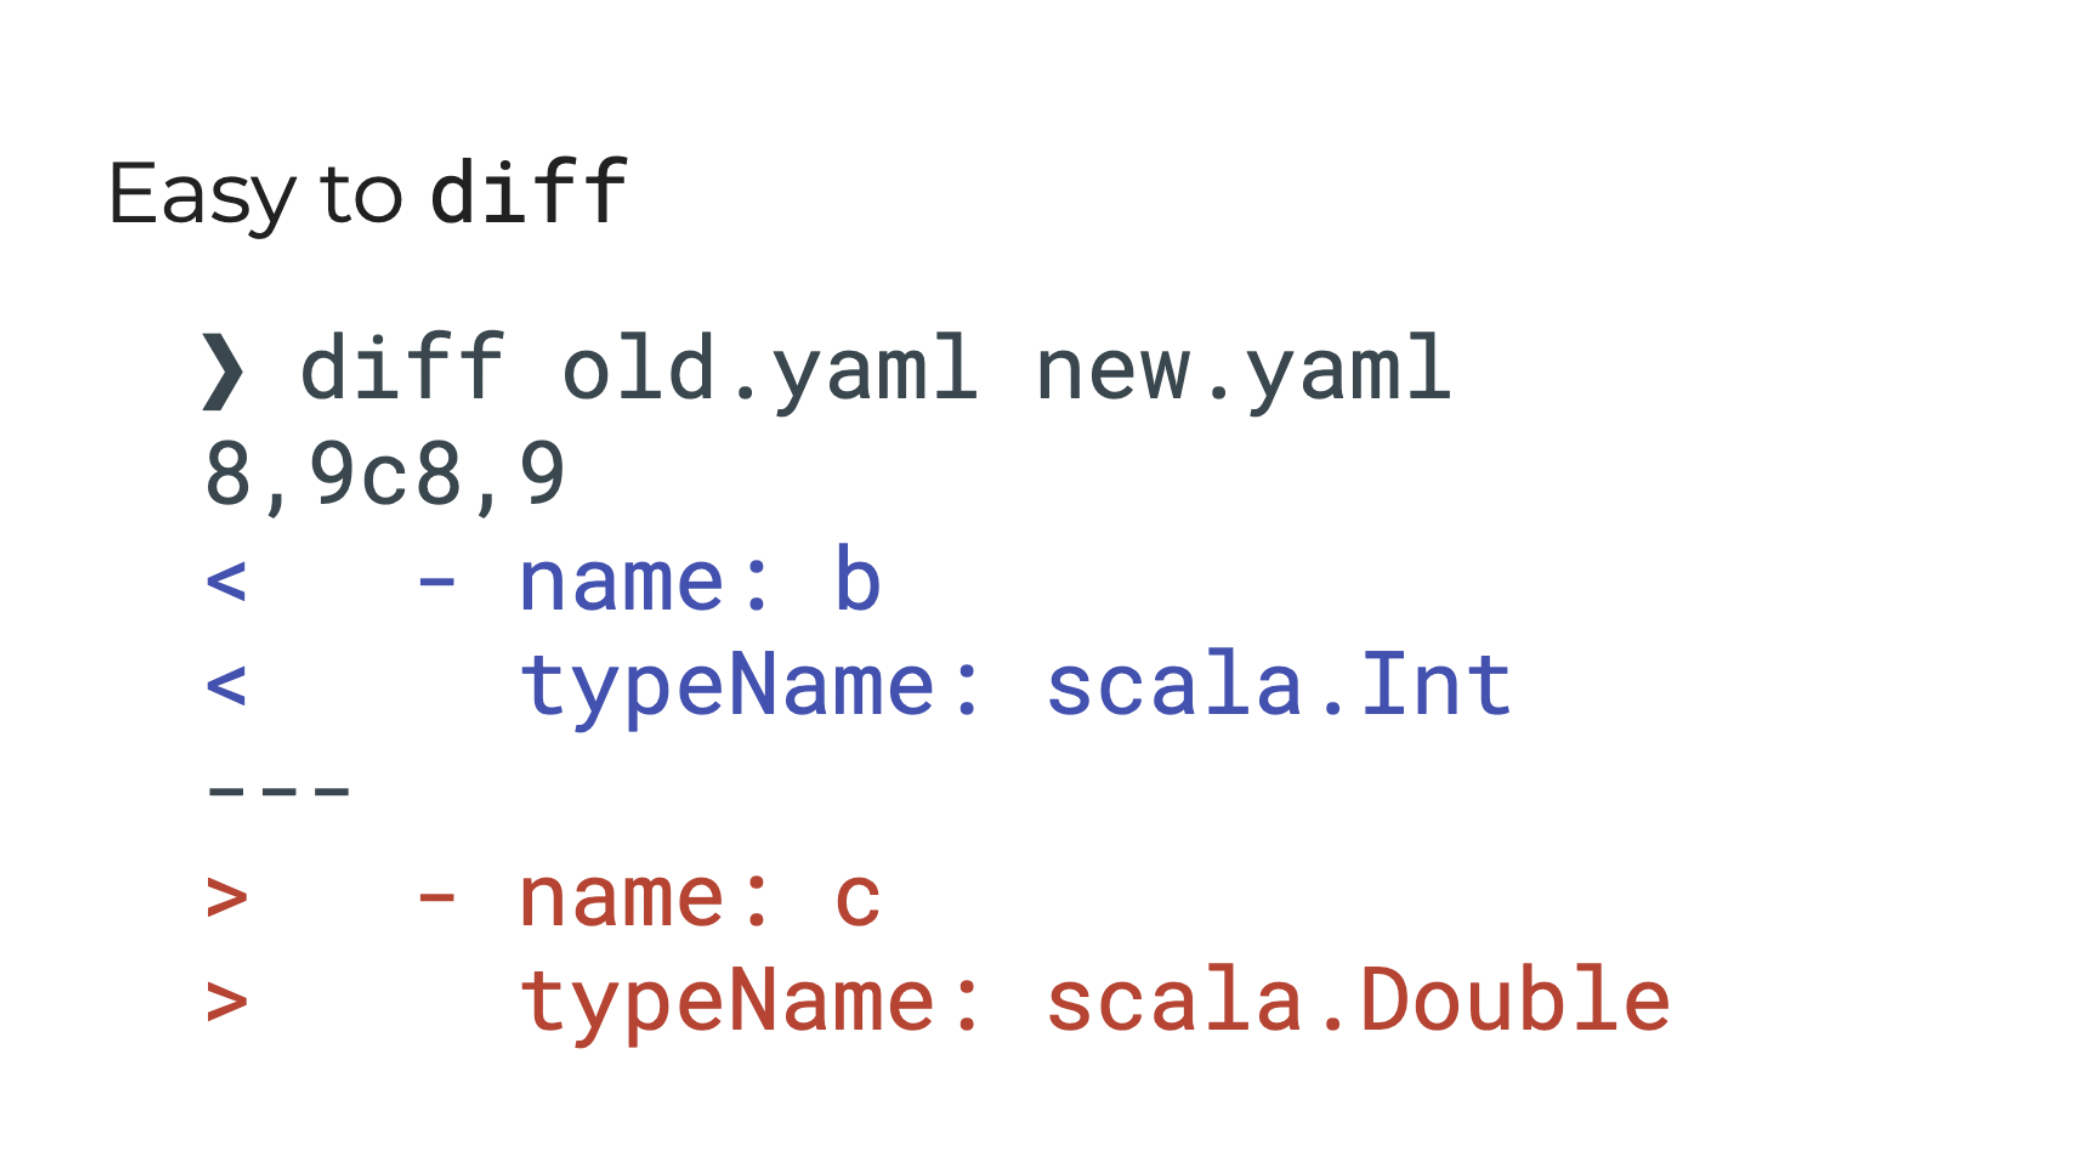 Easy to diff
❯ diff old.yaml new.yaml
8,9c8,9
<   - name: b
<     typeName: scala.Int
---
>   - name: c
>     typeName: scala.Double